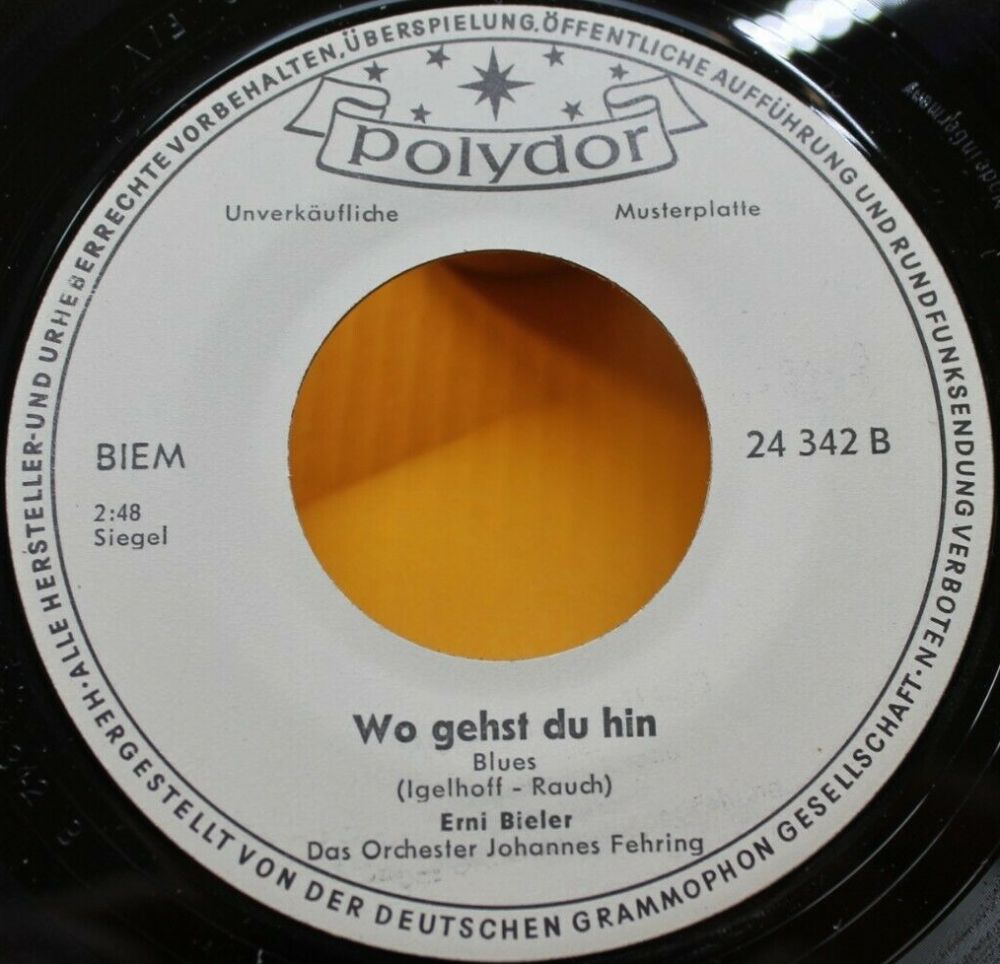 ALLE HERSTELLER-UND URHEBERRECHTE VORBEHALTEN, ÜBERSPIELUNG, ÖFFENTLICHE AUFFÜHRUNG UND RUNDFUNKSENDUNG VERBOTEN.
polydor
Unverkäufliche Musterplatte
BIEM
24 342 B
2:48
Siegel
Wo gehst du hin
Blues
(Igelhoff - Rauch)
Erni Bieler
Das Orchester Johannes Fehring
HERGESTELLT VON DER DEUTSCHEN GRAMMOPHON GESELLSCHAFT